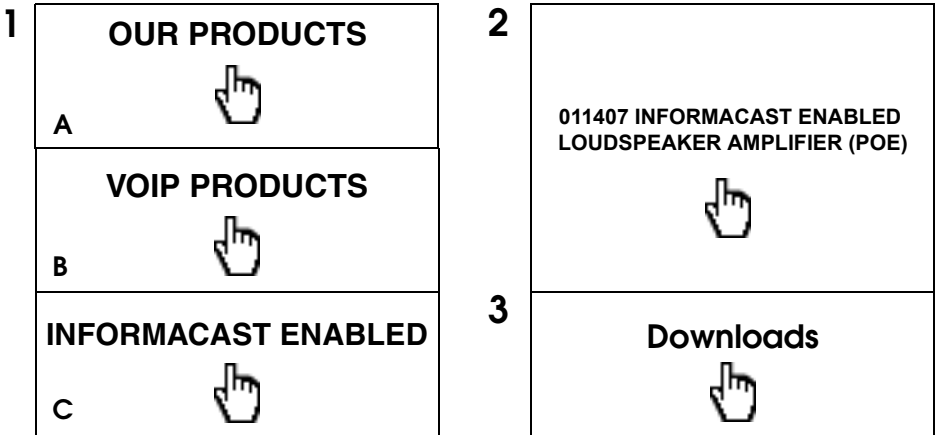 1
OUR PRODUCTS
A
VOIP PRODUCTS
B
INFORMACAST ENABLED
C
2
011407 INFORMACAST ENABLED
LOUDSPEAKER AMPLIFIER (POE)
3
Downloads